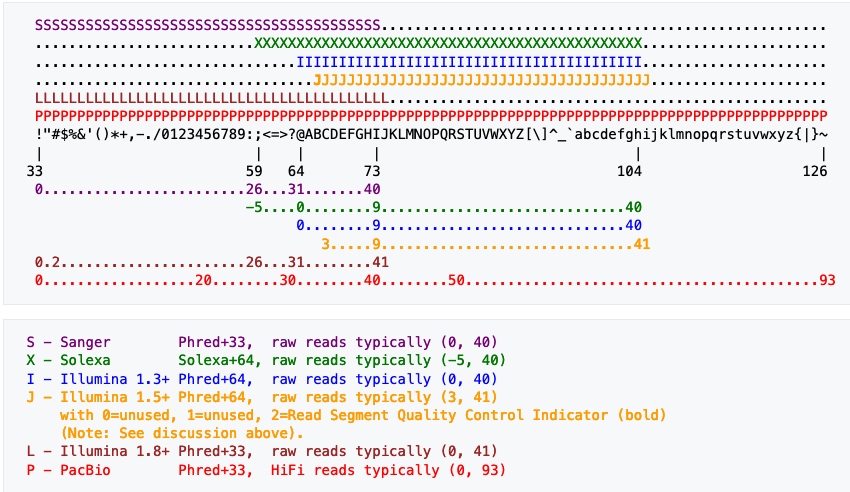 SSSSSSSSSSSSSSSSSSSSSSSSSSSSSSSSSSSSSSSSS.....................................................
..........................XXXXXXXXXXXXXXXXXXXXXXXXXXXXXXXXXXXXXXXXXXXXXX......................
...............................IIIIIIIIIIIIIIIIIIIIIIIIIIIIIIIIIIIIIIIII......................
.................................JJJJJJJJJJJJJJJJJJJJJJJJJJJJJJJJJJJJJJJJ.....................
LLLLLLLLLLLLLLLLLLLLLLLLLLLLLLLLLLLLLLLLLL....................................................
PPPPPPPPPPPPPPPPPPPPPPPPPPPPPPPPPPPPPPPPPPPPPPPPPPPPPPPPPPPPPPPPPPPPPPPPPPPPPPPPPPPPPPPPPPPPPP
!"#$%&'()*+,-./0123456789:;<=>?@ABCDEFGHIJKLMNOPQRSTUVWXYZ[\]^_`abcdefghijklmnopqrstuvwxyz{|}~
| | | | | |
33 59 64 73 104 126
0........................26...31.......40
-5....0........9.............................40
0........9.............................40
3.....9..............................41
0.2......................26...31........41
0..................20........30........40........50..........................................93
S - Sanger Phred+33, raw reads typically (0, 40)
X - Solexa Solexa+64, raw reads typically (-5, 40)
I - Illumina 1.3+ Phred+64, raw reads typically (0, 40)
J - Illumina 1.5+ Phred+64, raw reads typically (3, 41)
with 0=unused, 1=unused, 2=Read Segment Quality Control Indicator (bold)
(Note: See discussion above).
L - Illumina 1.8+ Phred+33, raw reads typically (0, 41)
P - PacBio Phred+33, HiFi reads typically (0, 93)